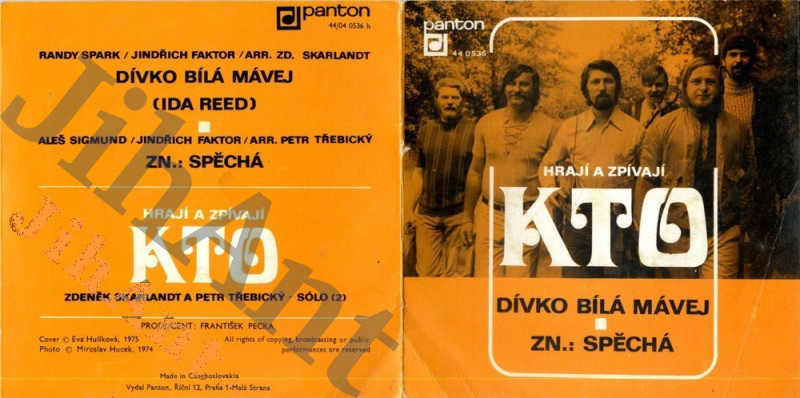 panton
44/04 0536 h
RANDY SPARK / JINDŘICH FAKTOR / ARR. ZD. SKARLANDT
DÍVKO BÍLÁ MÁVEJ
(IDA REED)
ALEŠ SIGMUND / JINDŘICH FAKTOR / ARR. PETR TŘEBICKÝ
ZN.: SPĚCHÁ
HRAJÍ A ZPÍVAJÍ
KTO
ZDENĚK SKARLANDT A PETR TŘEBICKÝ - SÓLO (2)
PRODUCENT: FRANTIŠEK PECKA
Cover © Eva Hulíková, 1975
Photo © Miroslav Hucek, 1974
All rights of copying, broadcasting or public
performances are reserved
Made in Czechoslovakia
Vydal Panton, Říční 12, Praha 1-Malá Strana
JihAnt
JihAnt
panton
44 0536
HRAJÍ A ZPÍVAJÍ
KTO
DÍVKO BÍLÁ MÁVEJ
ZN.: SPĚCHÁ